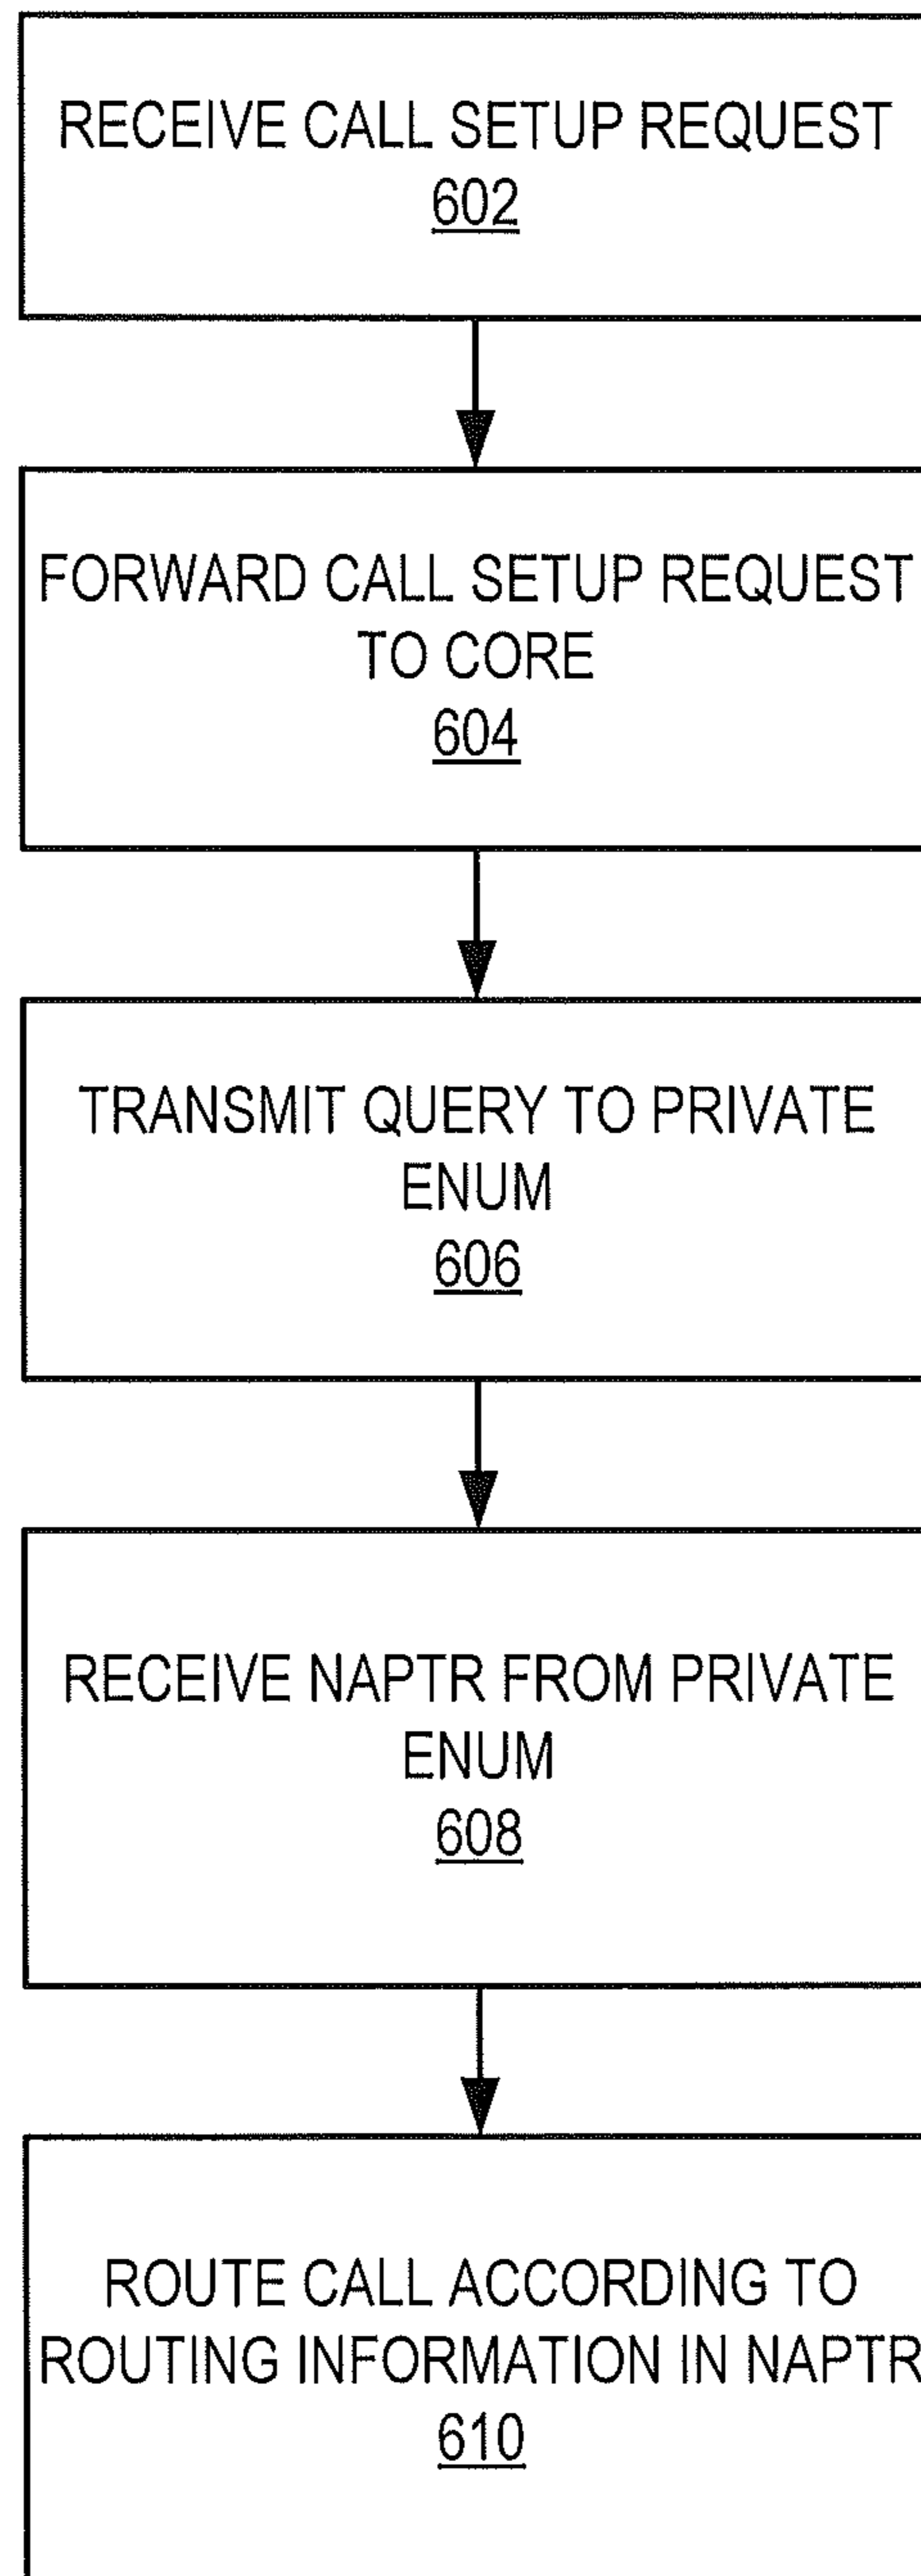 RECEIVE CALL SETUP REQUEST
602
FORWARD CALL SETUP REQUEST
TO CORE
604
TRANSMIT QUERY TO PRIVATE
ENUM
606
RECEIVE NAPTR FROM PRIVATE
ENUM
608
ROUTE CALL ACCORDING TO
ROUTING INFORMATION IN NAPTR
610